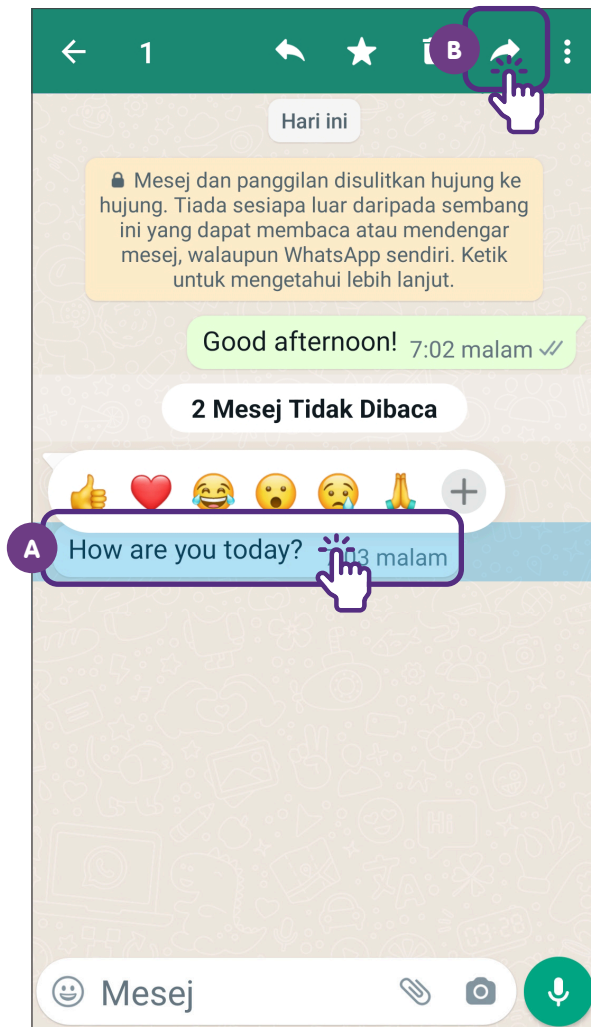 1
B
Hari ini
Mesej dan panggilan disulitkan hujung ke
hujung. Tiada sesiapa luar daripada sembang
ini yang dapat membaca atau mendengar
mesej, walaupun WhatsApp sendiri. Ketik
untuk mengetahui lebih lanjut.
Good afternoon! 7:02 malam
2 Mesej Tidak Dibaca
A
How are you today? malam
Mesej